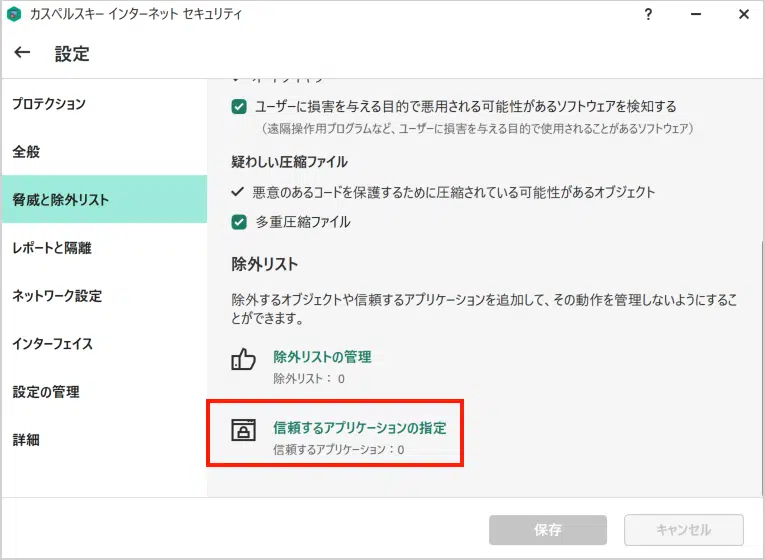 カスペルスキー インターネット セキュリティ
?
設定
プロテクション
全般
脅威と除外リスト
レポートと隔離
ネットワーク設定
インターフェイス
設定の管理
詳細
ユーザーに損害を与える目的で悪用される可能性があるソフトウェアを検知する
(遠隔操作用プログラムなど、ユーザーに損害を与える目的で使用されることがあるソフトウェア)
疑わしい圧縮ファイル
悪意のあるコードを保護するために圧縮されている可能性があるオブジェクト
多重圧縮ファイル
除外リスト
除外するオブジェクトや信頼するアプリケーションを追加して、その動作を管理しないようにするこ
とができます。
除外リストの管理
除外リスト： 0
信頼するアプリケーションの指定
信頼するアプリケーション：0
保存
キャンセル